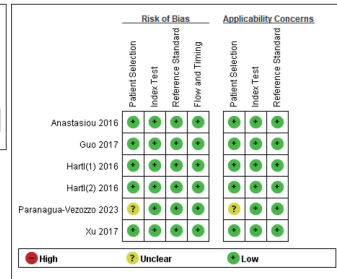 Risk of Bias Applicability Concerns
Patient Selection
Index Test
Reference Standard
Flow and Timing
Patient Selection
Index Test
Reference Standard
Anastasiou 2016 + + + + + + +
Guo 2017 + + + + + + +
Hartl(1) 2016 + + + + + + +
Hartl(2) 2016 + + + + + + +
Paranagua-Vezozzo 2023 ? + + + ? + +
Xu 2017 + + + + + + +
- High ? Unclear + Low